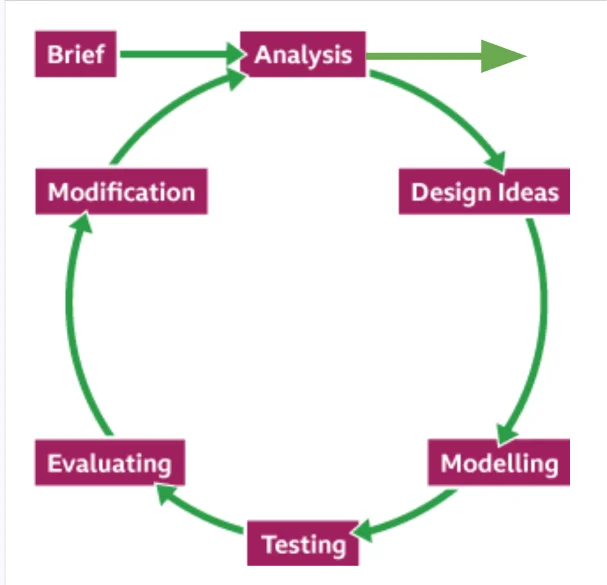 Brief
Analysis
Modification
Design Ideas
Evaluating
Modelling
Testing